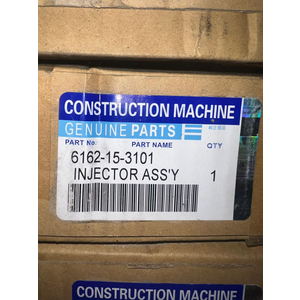 CONSTRUCTION MACHINE
GENUINE PARTS
PART No. PART NAME QTY
6162-15-3101
INJECTOR ASS'Y 1
CONSTRUCTION MACHINE